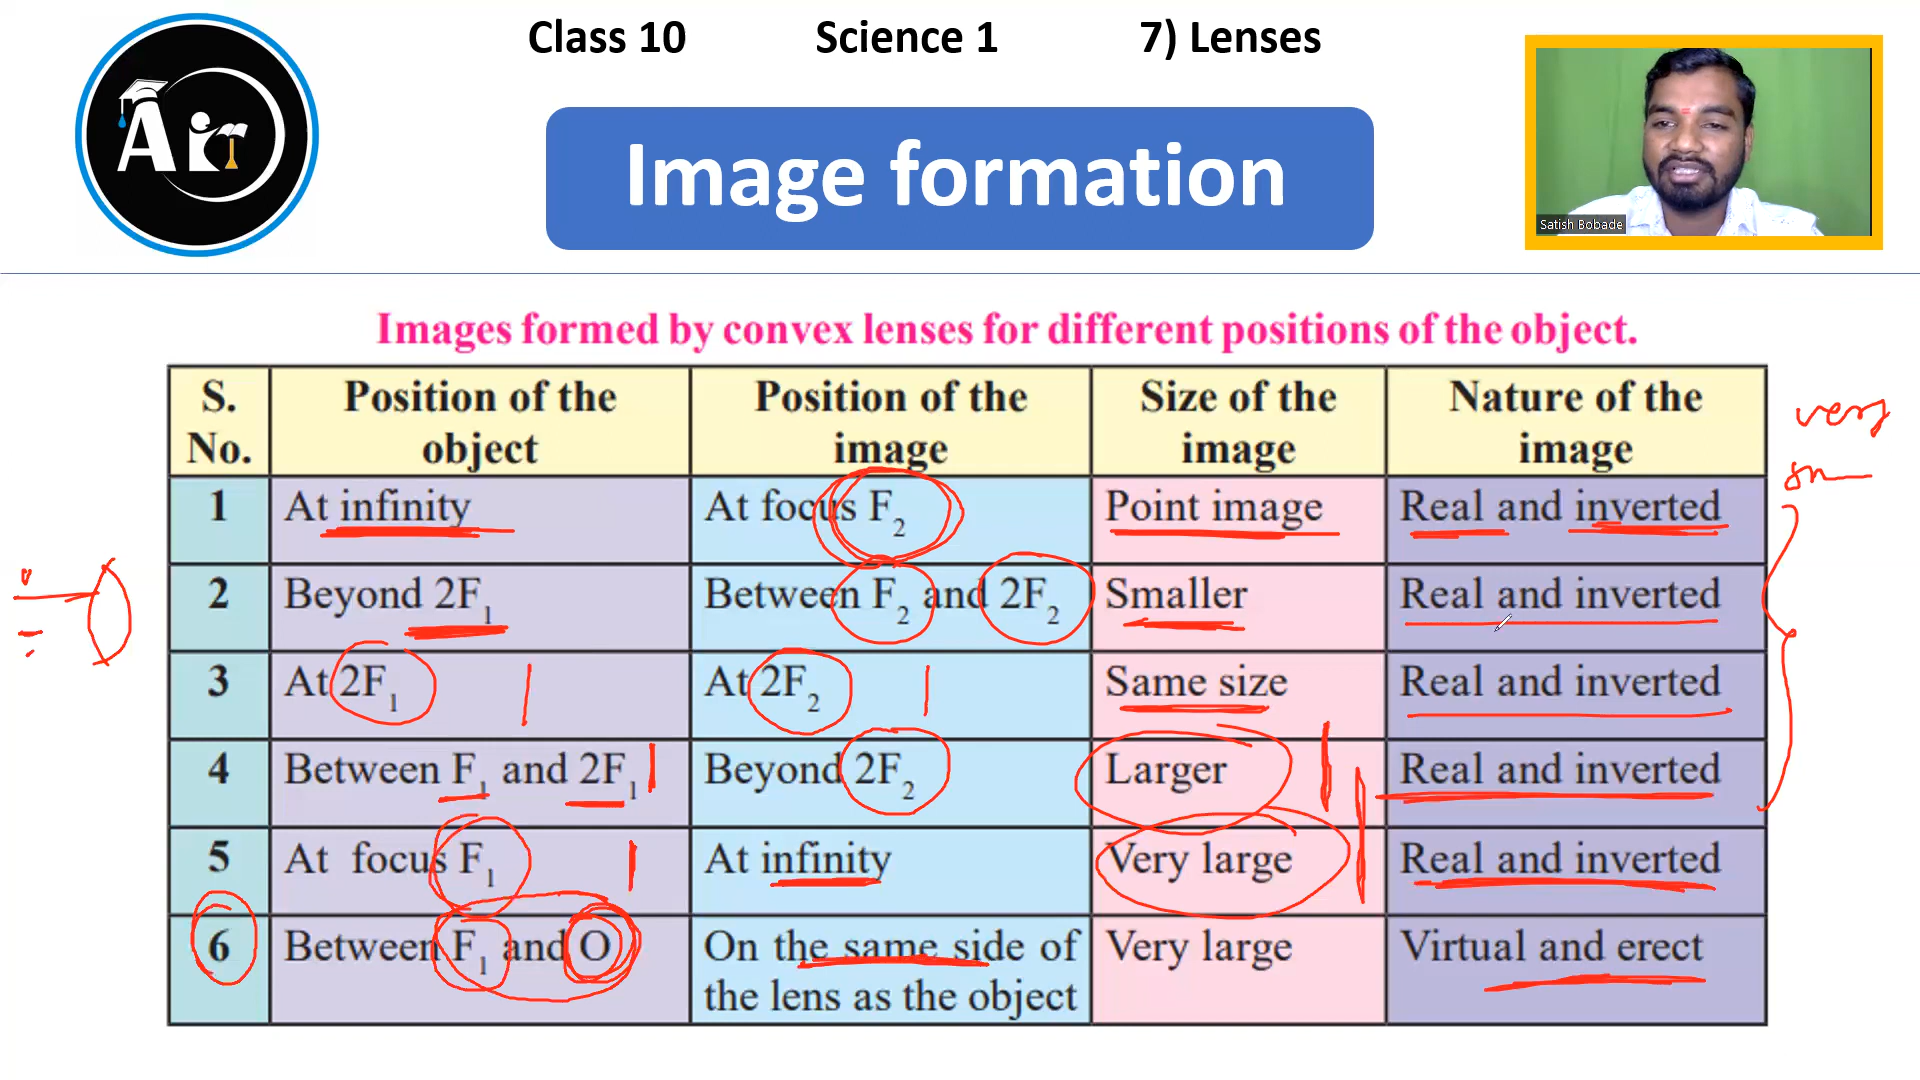 Class 10 Science 1 7) Lenses
Air
Image formation
Satish Bobade
Images formed by convex lenses for different positions of the object.
S. No. Position of the object Position of the image Size of the image Nature of the image
1 At infinity At focus F2 Point image Real and inverted
2 Beyond 2F1 Between F2 and 2F2 Smaller Real and inverted
3 At 2F1 At 2F2 Same size Real and inverted
4 Between F1 and 2F1 Beyond 2F2 Larger Real and inverted
5 At focus F1 At infinity Very large Real and inverted
6 Between F1 and O On the same side of the lens as the object Very large Virtual and erect
very